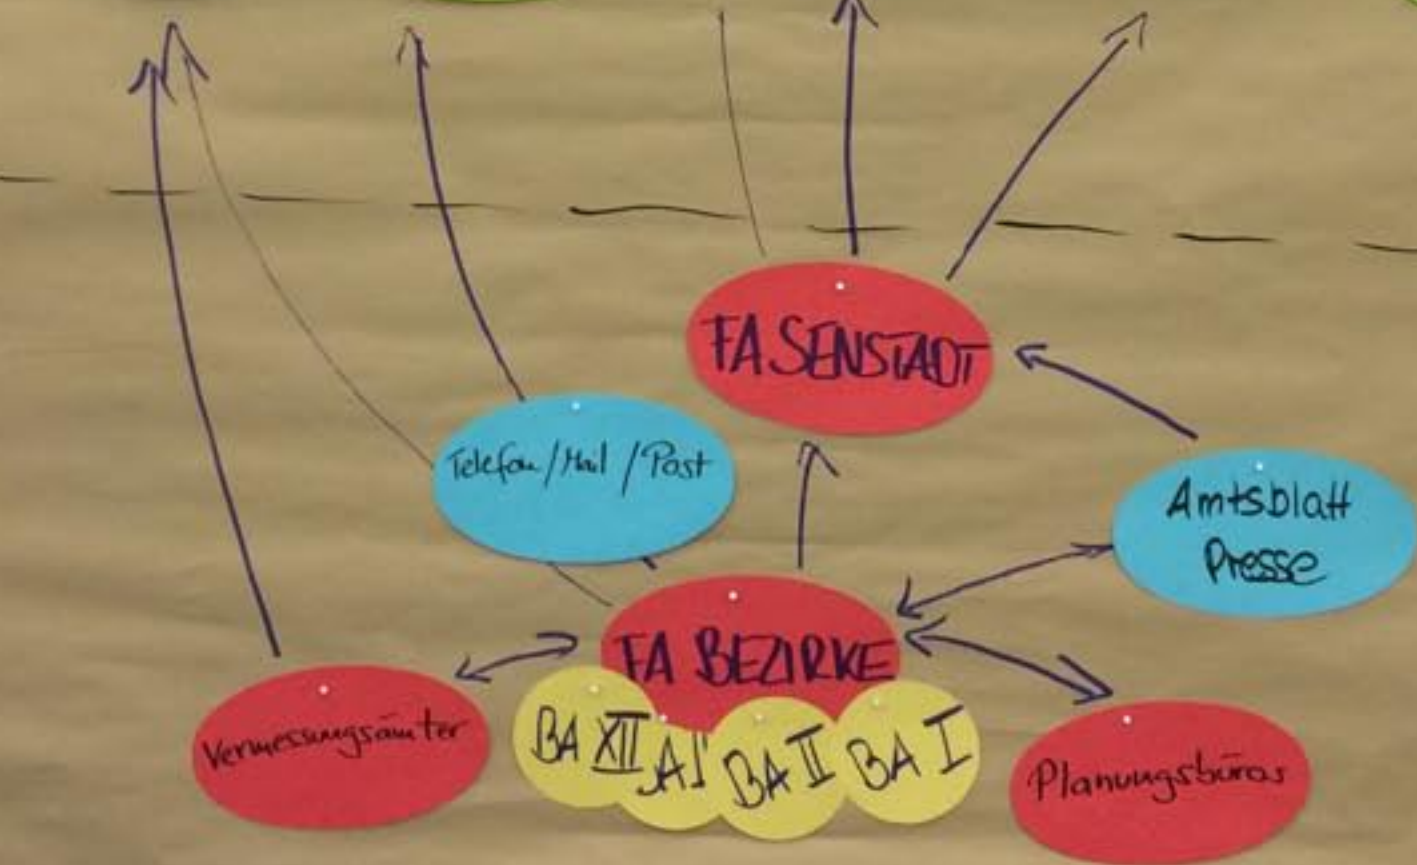 FA SENSTADT
Telefon/Mail/Post
Amtsblatt
Presse
FA BEZIRKE
Vermessungsämter
BA XII
BA II
BA I
Planungsbüros